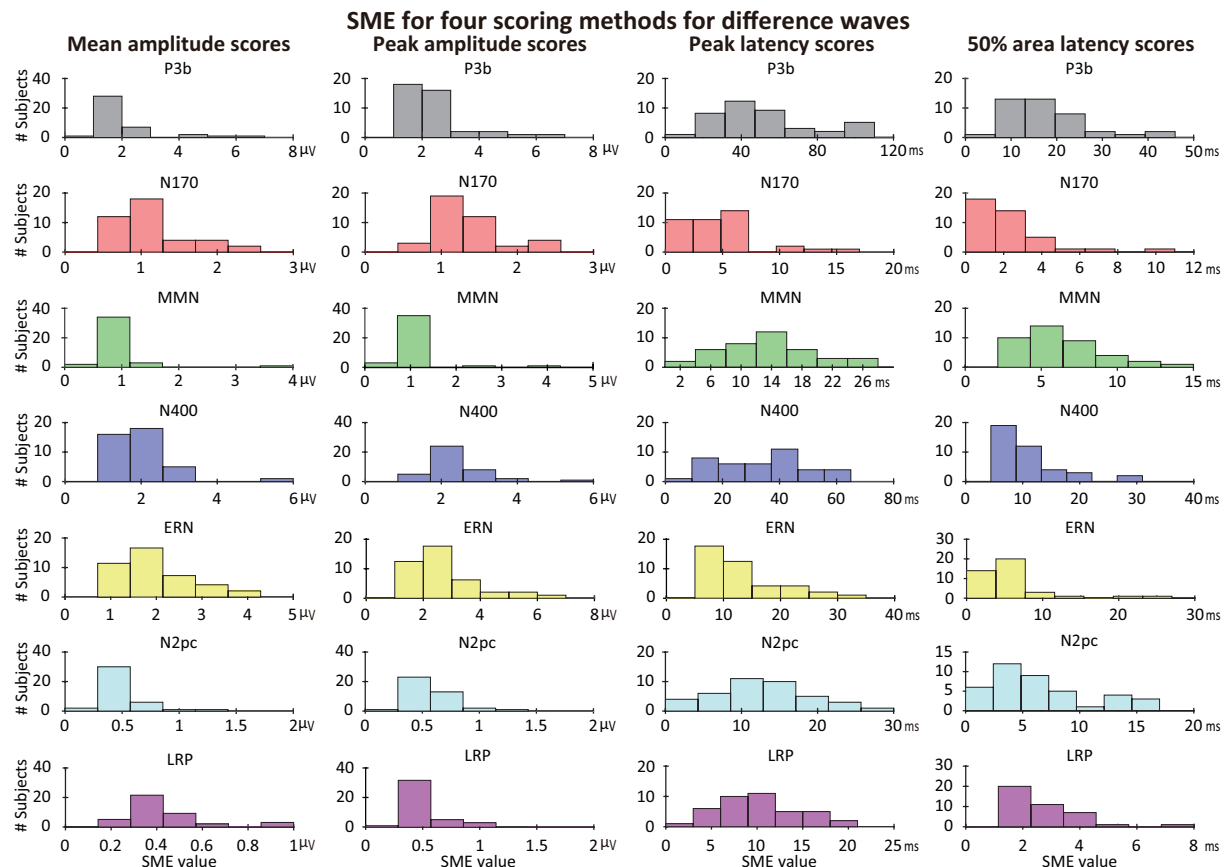 SME for four scoring methods for difference waves
Mean amplitude scores Peak amplitude scores Peak latency scores 50% area latency scores
P3b P3b P3b P3b
# Subjects
40 20 0
0 2 4 6 8 μV
20 10 0
0 2 4 6 8 μV
20 10 0
0 40 80 120 ms
20 10 0
0 10 20 30 40 50 ms
N170 N170 N170 N170
# Subjects
20 10 0
0 1 2 3 μV
20 10 0
0 1 2 3 μV
20 10 0
0 5 10 15 20 ms
20 10 0
0 2 4 6 8 10 12 ms
MMN MMN MMN MMN
# Subjects
40 20 0
0 1 2 3 4 μV
40 20 0
0 1 2 3 4 5 μV
20 10 0
2 6 10 14 18 22 26 ms
20 10 0
5 10 15 ms
N400 N400 N400 N400
# Subjects
20 10 0
0 2 4 6 μV
40 20 0
0 2 4 6 μV
20 10 0
0 20 40 60 80 ms
20 10 0
0 10 20 30 40 ms
ERN ERN ERN ERN
# Subjects
20 10 0
0 1 2 3 4 5 μV
20 10 0
0 2 4 6 8 μV
20 10 0
0 10 20 30 40 ms
30 20 10 0
0 10 20 30 ms
N2pc N2pc N2pc N2pc
# Subjects
40 20 0
0 0.5 1 1.5 2 μV
40 20 0
0 0.5 1 1.5 2 μV
20 10 0
0 10 20 30 ms
15 10 5 0
0 5 10 15 20 ms
LRP LRP LRP LRP
# Subjects
40 20 0
0 0.2 0.4 0.6 0.8 1 μV
40 20 0
0 0.5 1 1.5 2 μV
20 10 0
0 5 10 15 20 25 ms
30 20 10 0
0 2 4 6 8 ms
SME value SME value SME value SME value